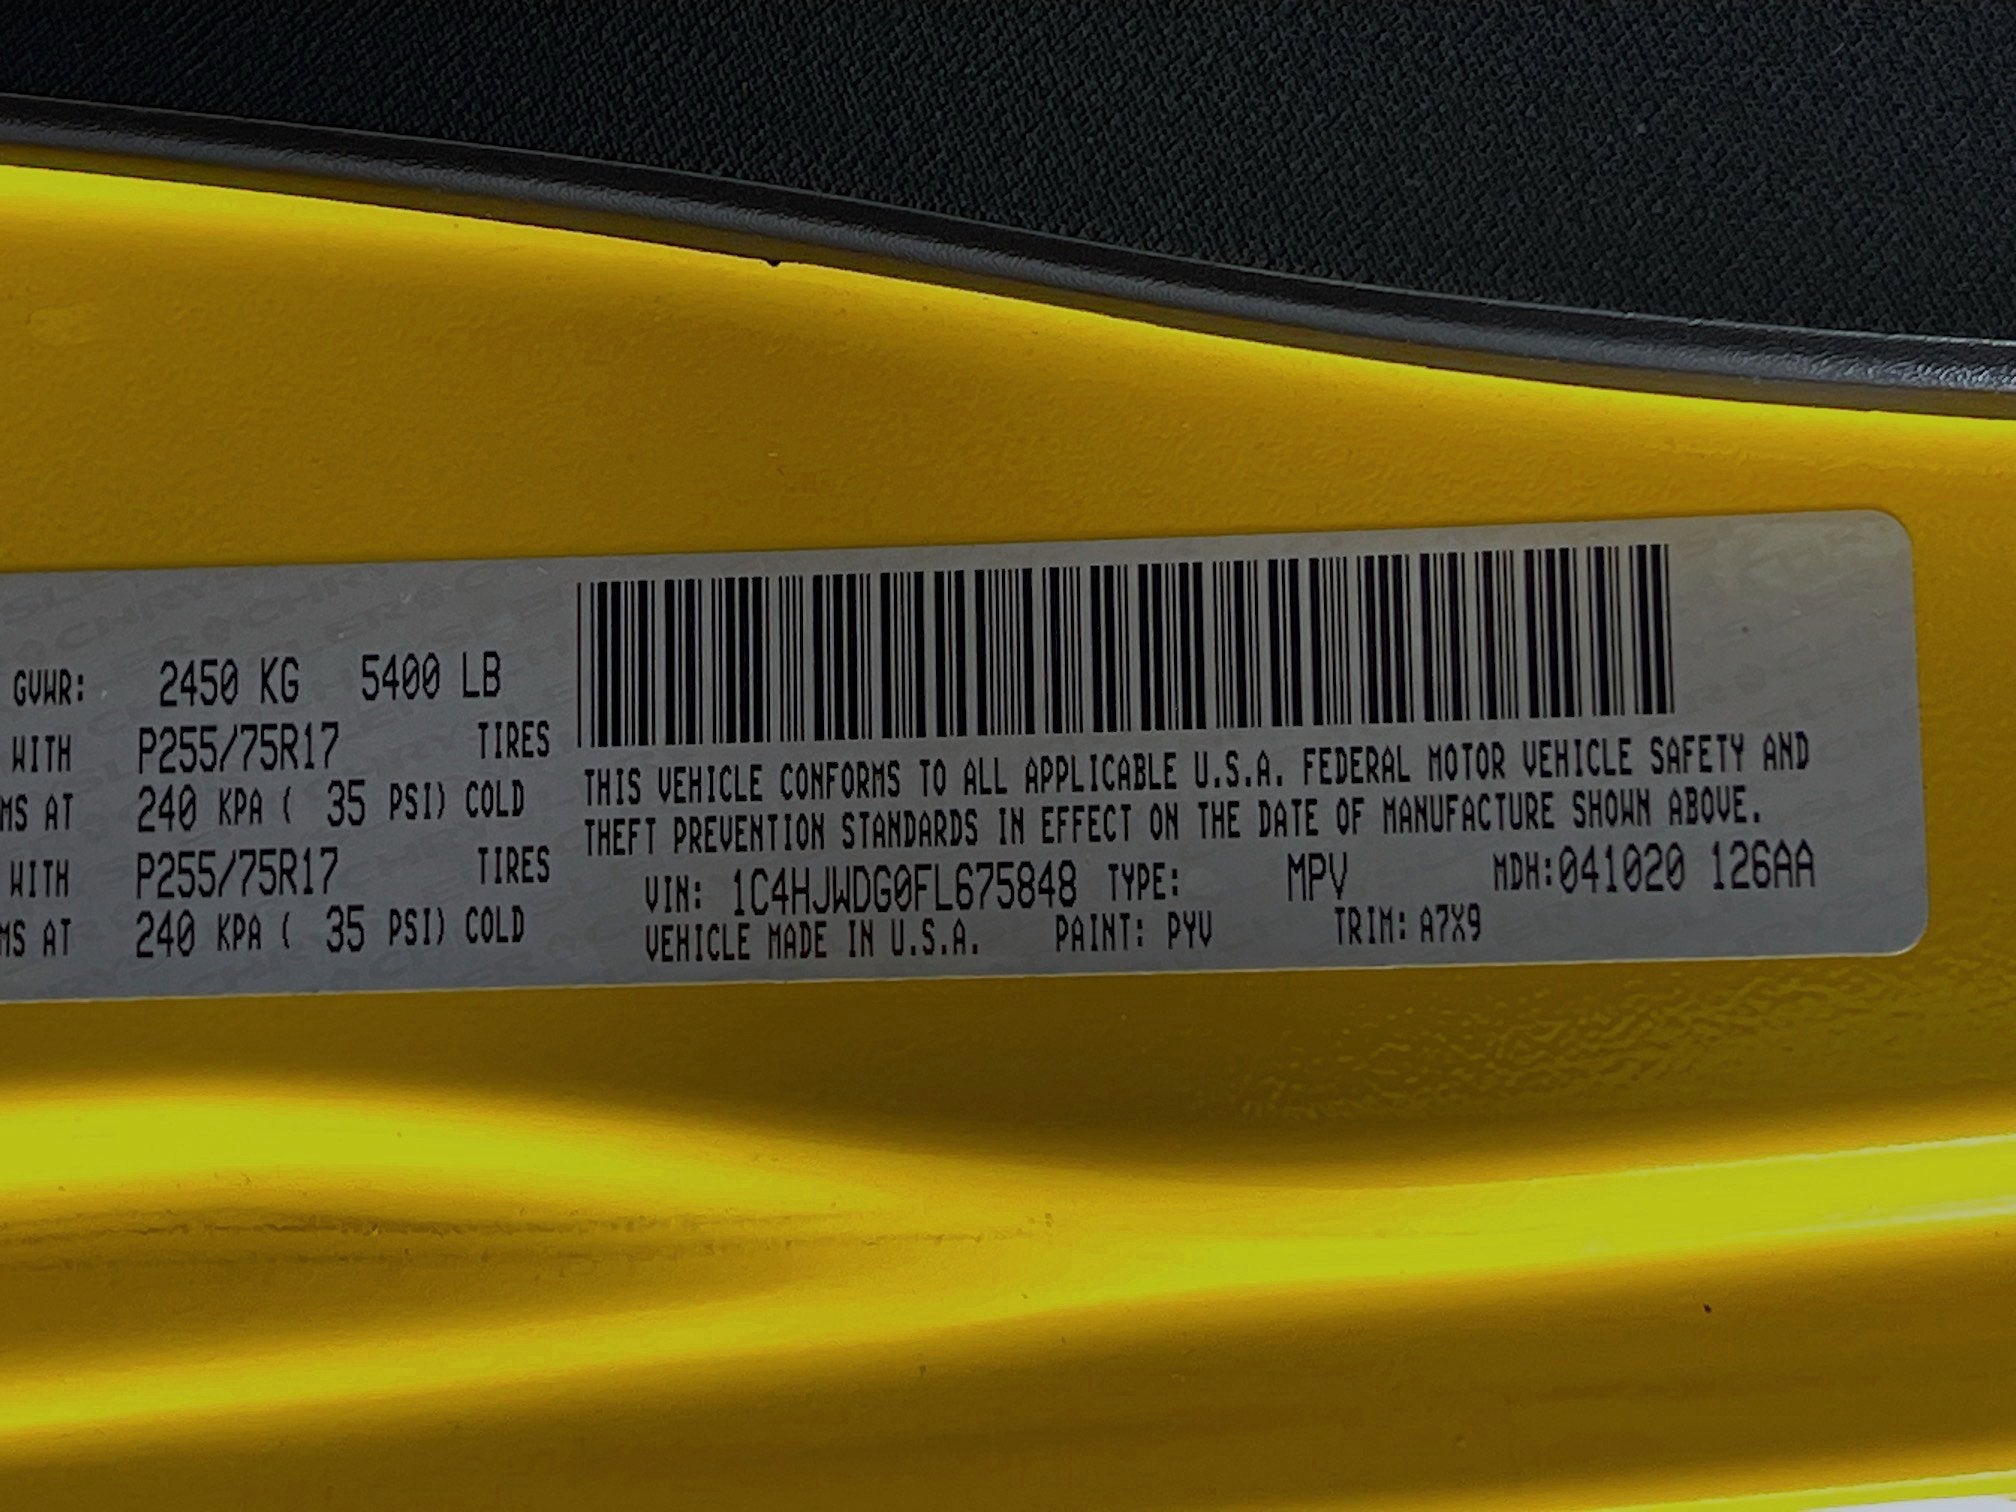 GVWR: 2450 KG 5400 LB
WITH P255/75R17 TIRES
MS AT 240 KPA ( 35 PSI) COLD
WITH P255/75R17 TIRES
MS AT 240 KPA ( 35 PSI) COLD
THIS VEHICLE CONFORMS TO ALL APPLICABLE U.S.A. FEDERAL MOTOR VEHICLE SAFETY AND
THEFT PREVENTION STANDARDS IN EFFECT ON THE DATE OF MANUFACTURE SHOWN ABOVE.
VIN: 1C4HJWDG0FL675848 TYPE: MPV MDH:041020 126AA
VEHICLE MADE IN U.S.A. PAINT: PYV TRIM: A7X9